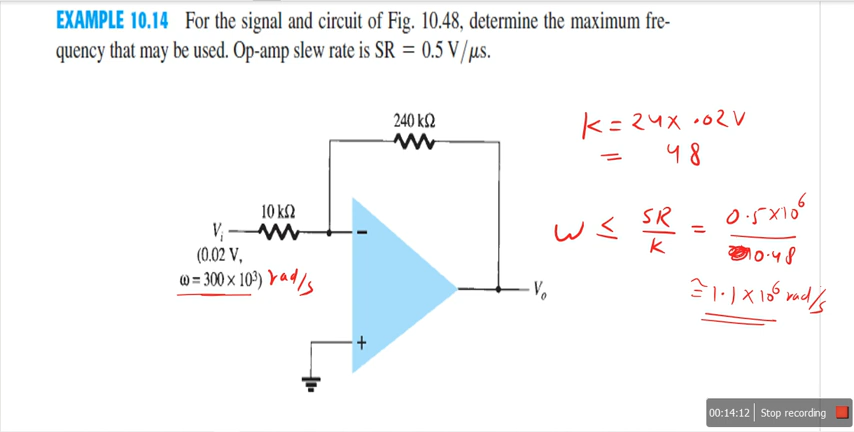 EXAMPLE 10.14 For the signal and circuit of Fig. 10.48, determine the maximum fre-
quency that may be used. Op-amp slew rate is SR = 0.5 V/μs.
240 kΩ
K = 24 x .02 V
= 48
10 kΩ
Vi
(0.02 V,
ω = 300 × 10³) rad/s
−
+
Vo
W ≤ SR/K = 0.5 x 10⁶ / 0.48
≅ 1.1 x 10⁶ rad/s
00:14:12 Stop recording